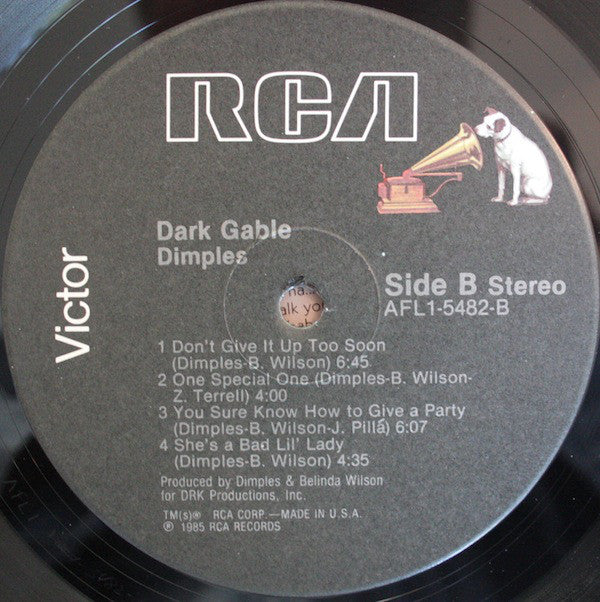 RCA
Victor
Dark Gable
Dimples
Side B Stereo
AFL1-5482-B
alk you
1 Don't Give It Up Too Soon
(Dimples-B. Wilson) 6:45
2 One Special One (Dimples-B. Wilson-
Z. Terrell) 4:00
3 You Sure Know How to Give a Party
(Dimples-B. Wilson-J. Pillá) 6:07
4 She's a Bad Lil' Lady
(Dimples-B. Wilson) 4:35
Produced by Dimples & Belinda Wilson
for DRK Productions, Inc.
TM(s)® RCA CORP.—MADE IN U.S.A.
℗ 1985 RCA RECORDS
AFL1